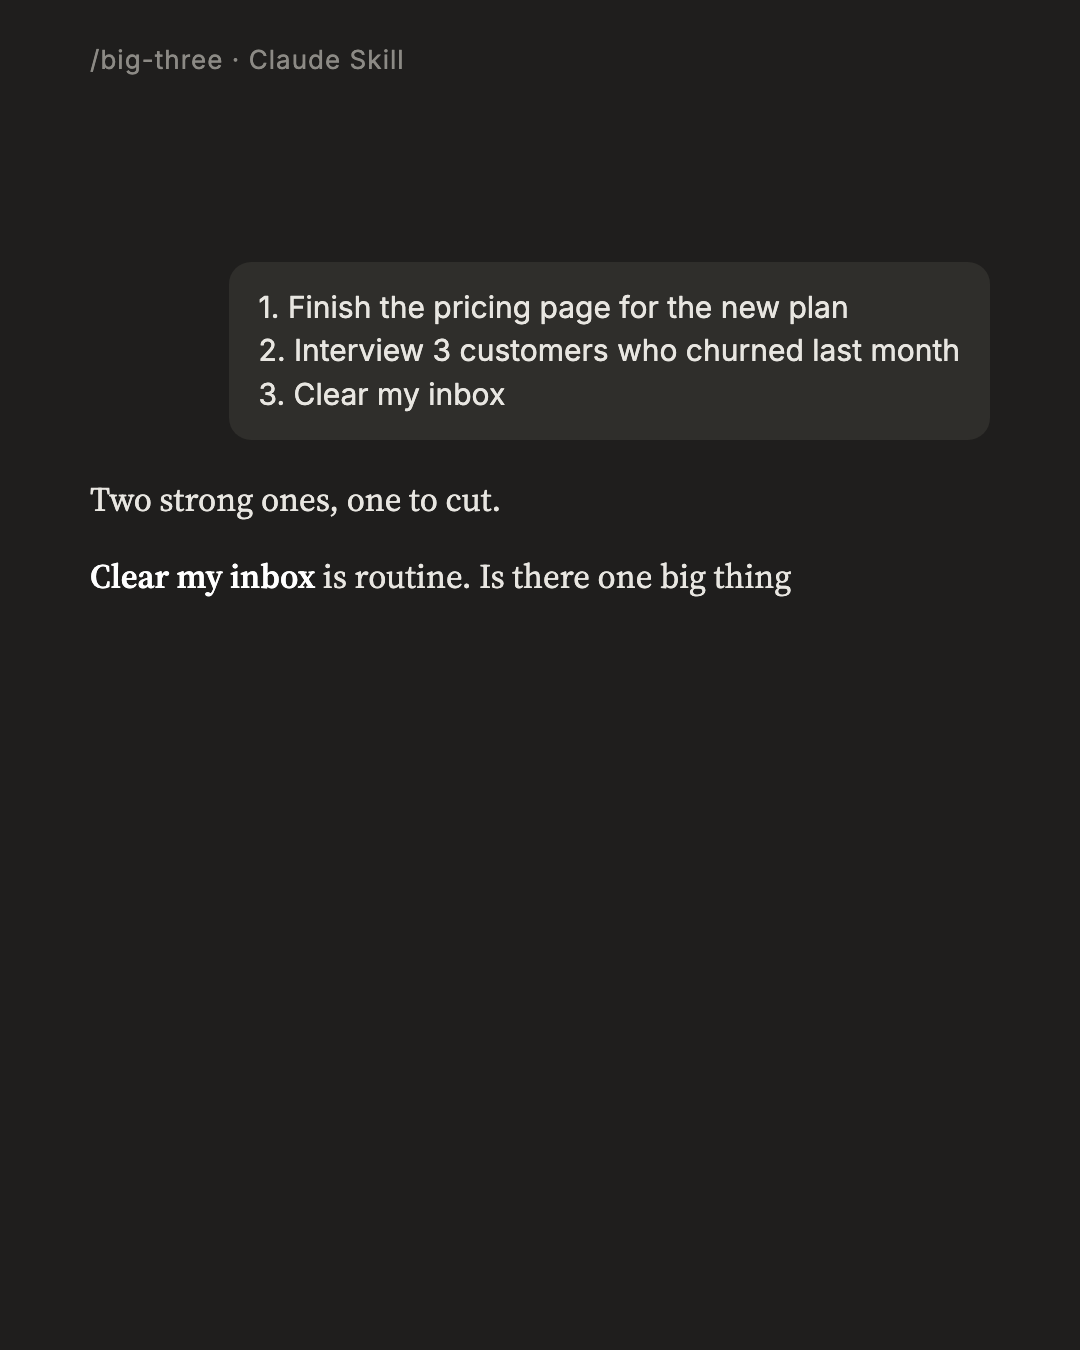 /big-three · Claude Skill
1. Finish the pricing page for the new plan
2. Interview 3 customers who churned last month
3. Clear my inbox
Two strong ones, one to cut.
Clear my inbox is routine. Is there one big thing